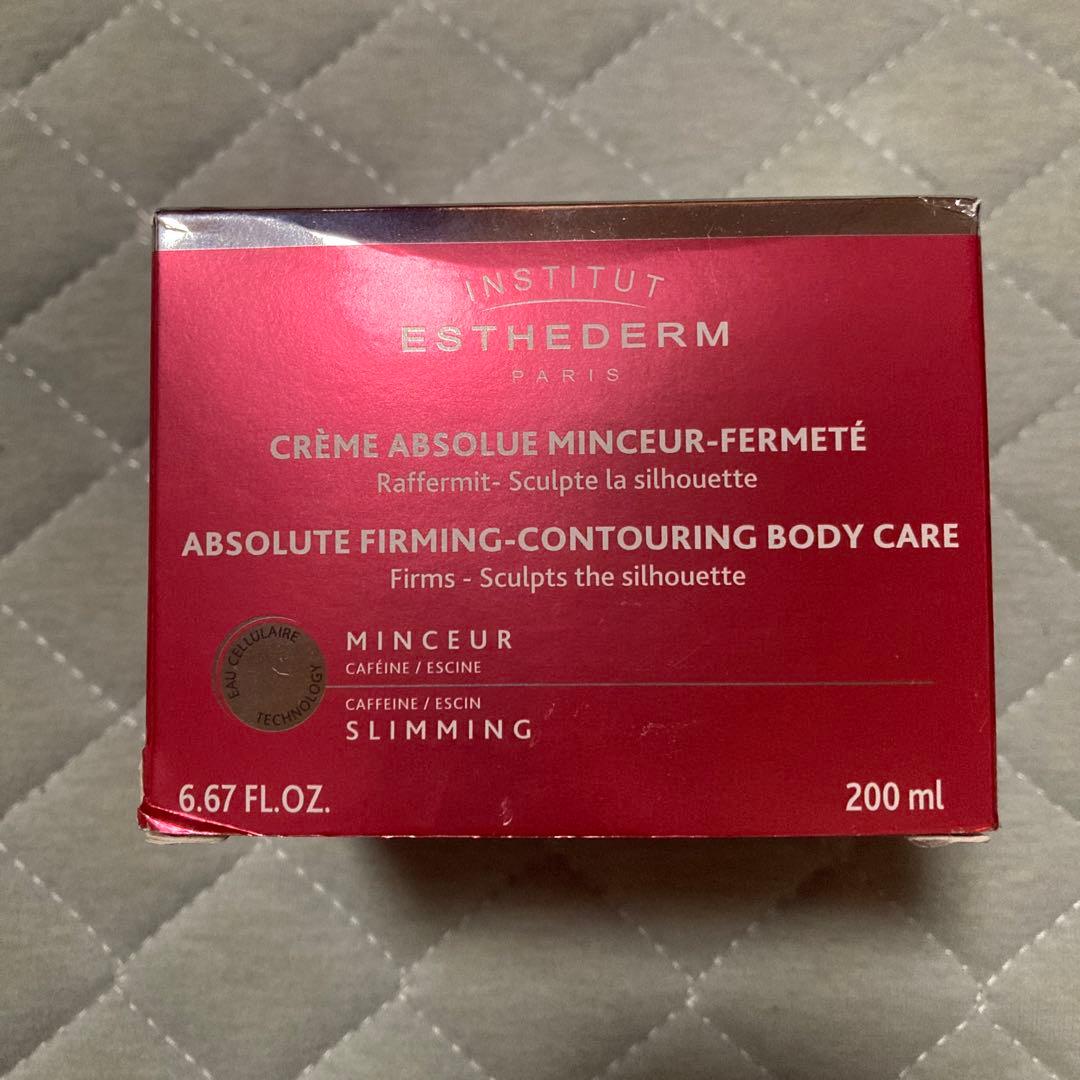 INSTITUT
ESTHEDERM
PARIS
CRÈME ABSOLUE MINCEUR-FERMETÉ
Raffermit- Sculpte la silhouette
ABSOLUTE FIRMING-CONTOURING BODY CARE
Firms - Sculpts the silhouette
EAU CELLULAIRE
TECHNOLOGY
MINCEUR
CAFÉINE / ESCINE
CAFFEINE / ESCIN
SLIMMING
6.67 FL.OZ.
200 ml